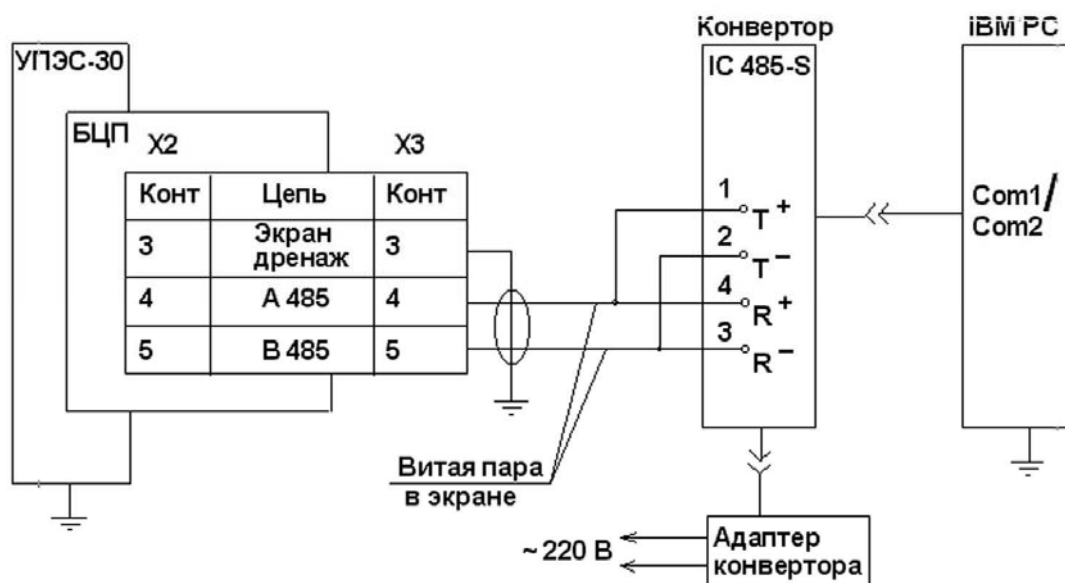 УПЭС-30
БЦП
X2
X3
Конт
Цепь
Конт
3
Экран
дренаж
3
4
А 485
4
5
В 485
5
Витая пара
в экране
Конвертор
IC 485-S
1
T +
2
T −
4
R +
3
R −
IBM PC
Com1/
Com2
~ 220 В
Адаптер
конвертора